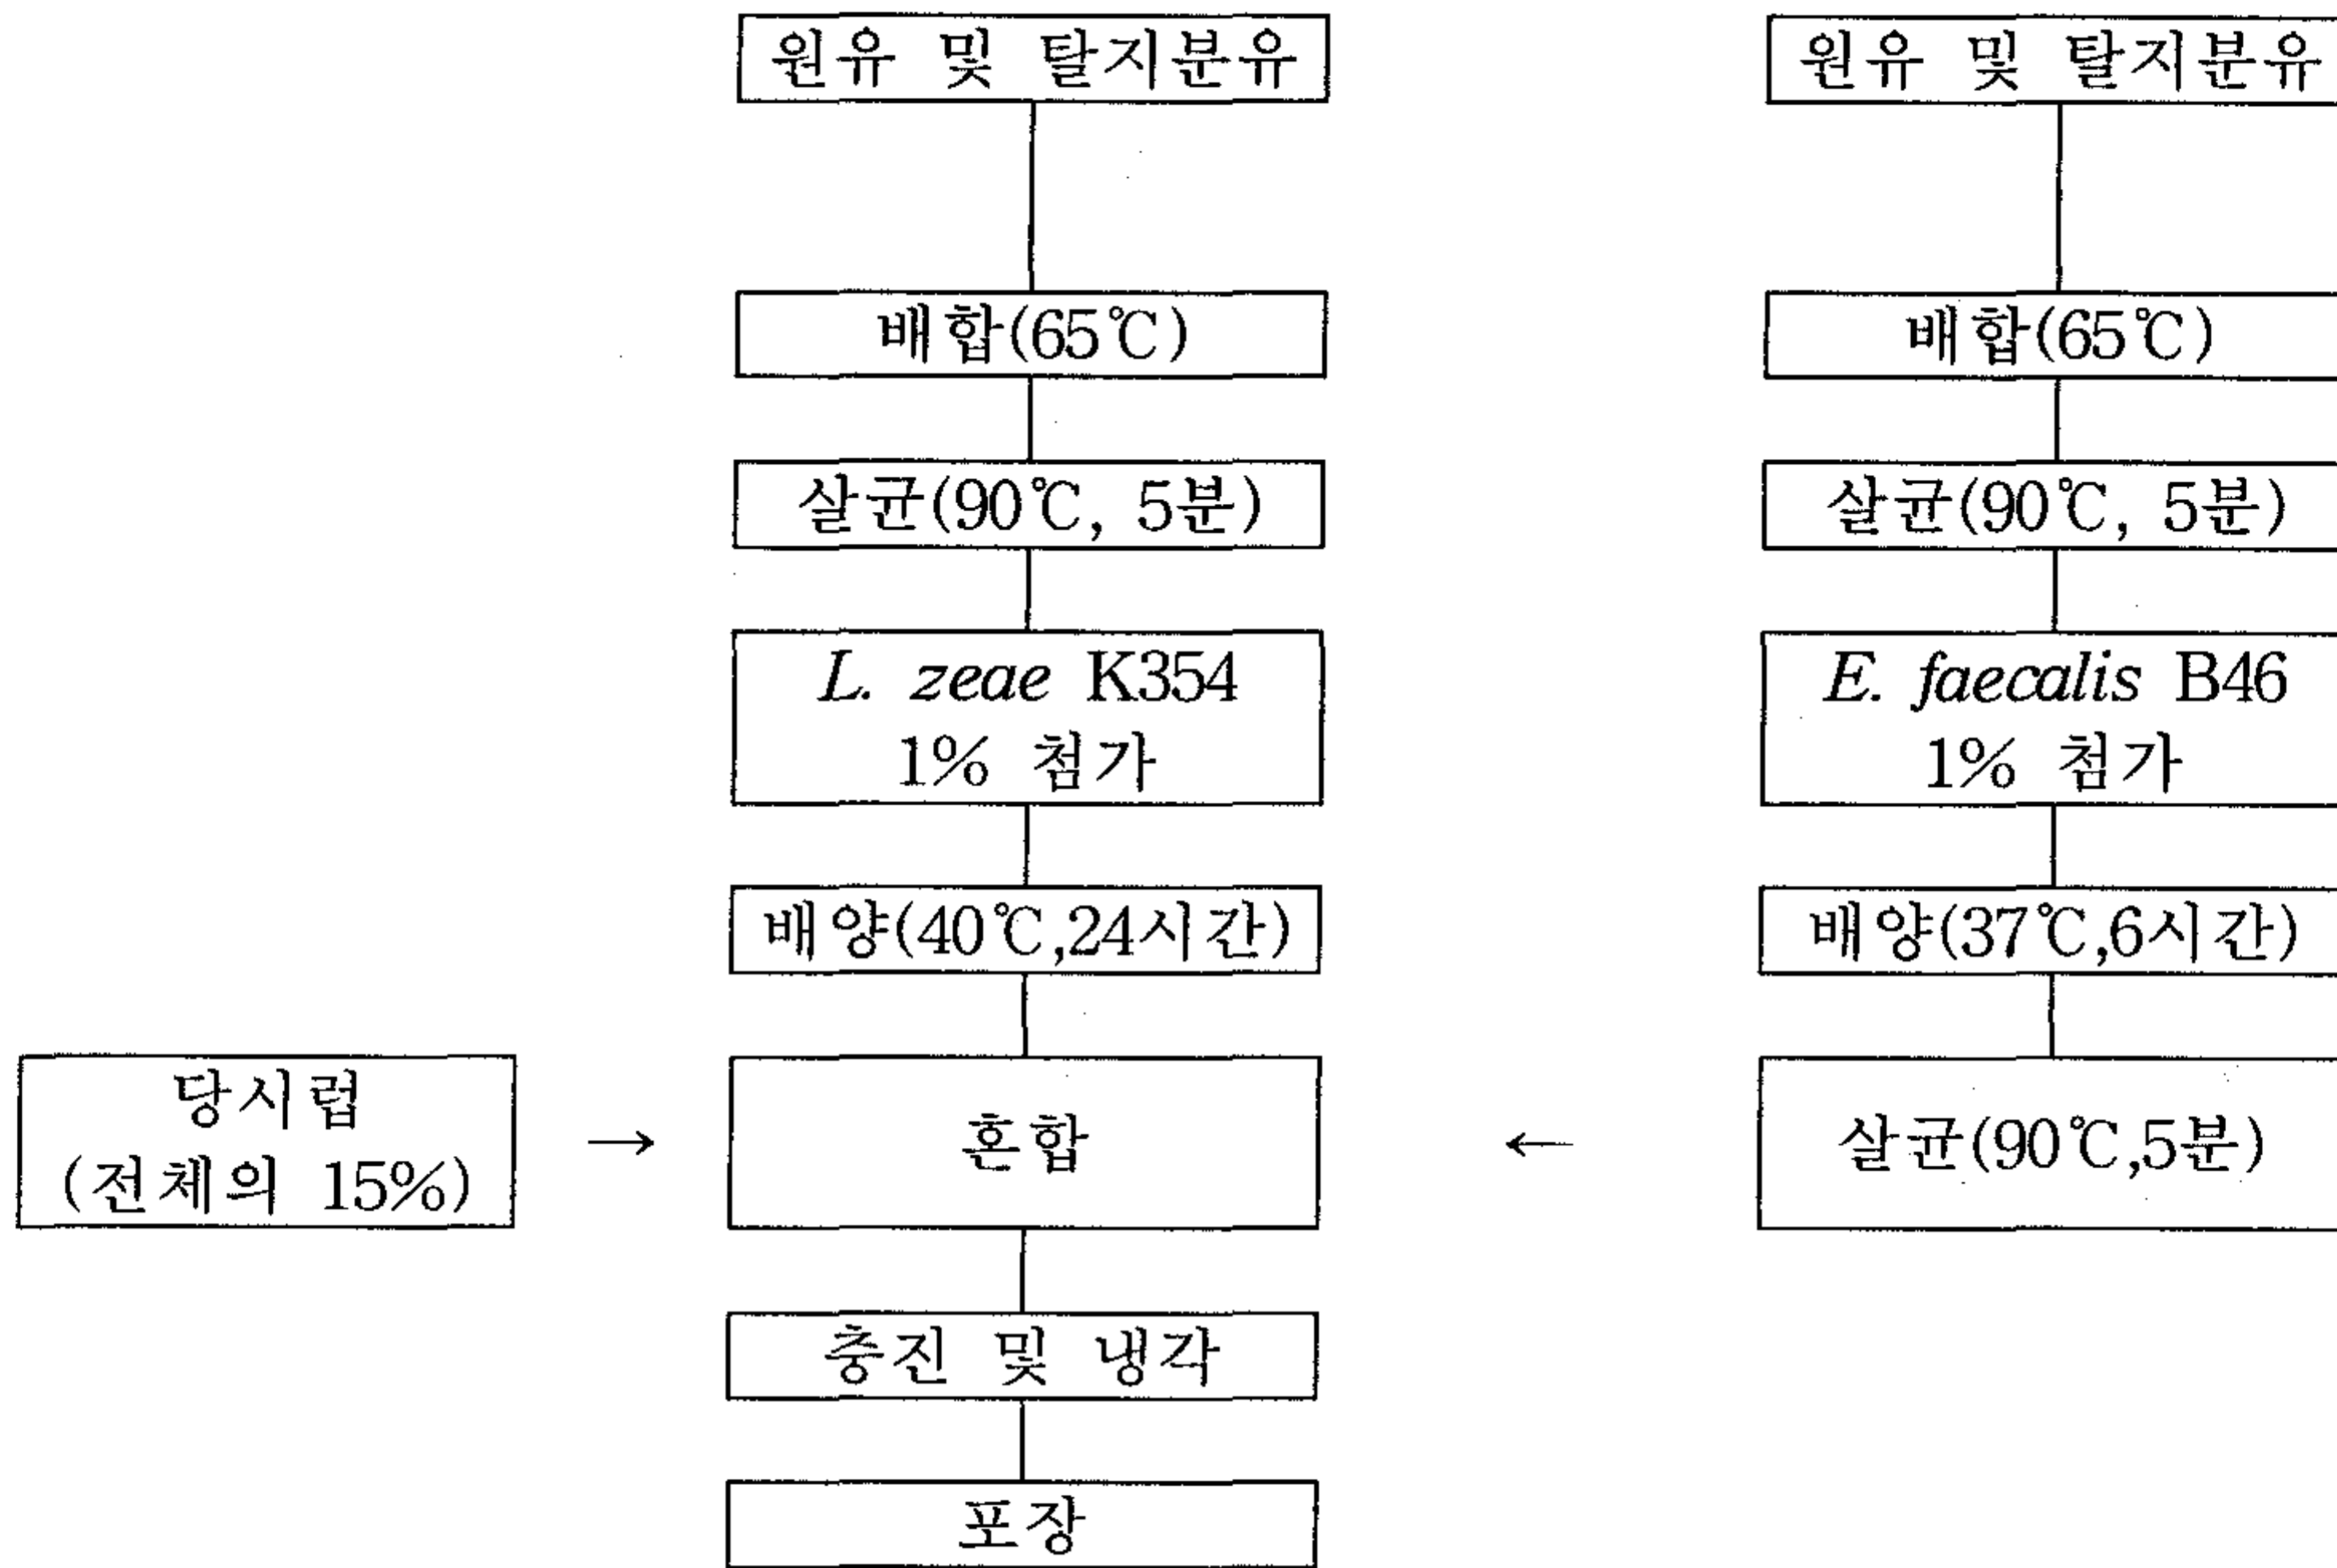 원유 및 탈지분유
배합(65℃)
살균(90℃, 5분)
L. zeae K354
1% 첨가
배양(40℃,24시간)
당시럽
(전체의 15%)
→
혼합
←
충진 및 냉각
포장
원유 및 탈지분유
배합(65℃)
살균(90℃, 5분)
E. faecalis B46
1% 첨가
배양(37℃,6시간)
살균(90℃,5분)